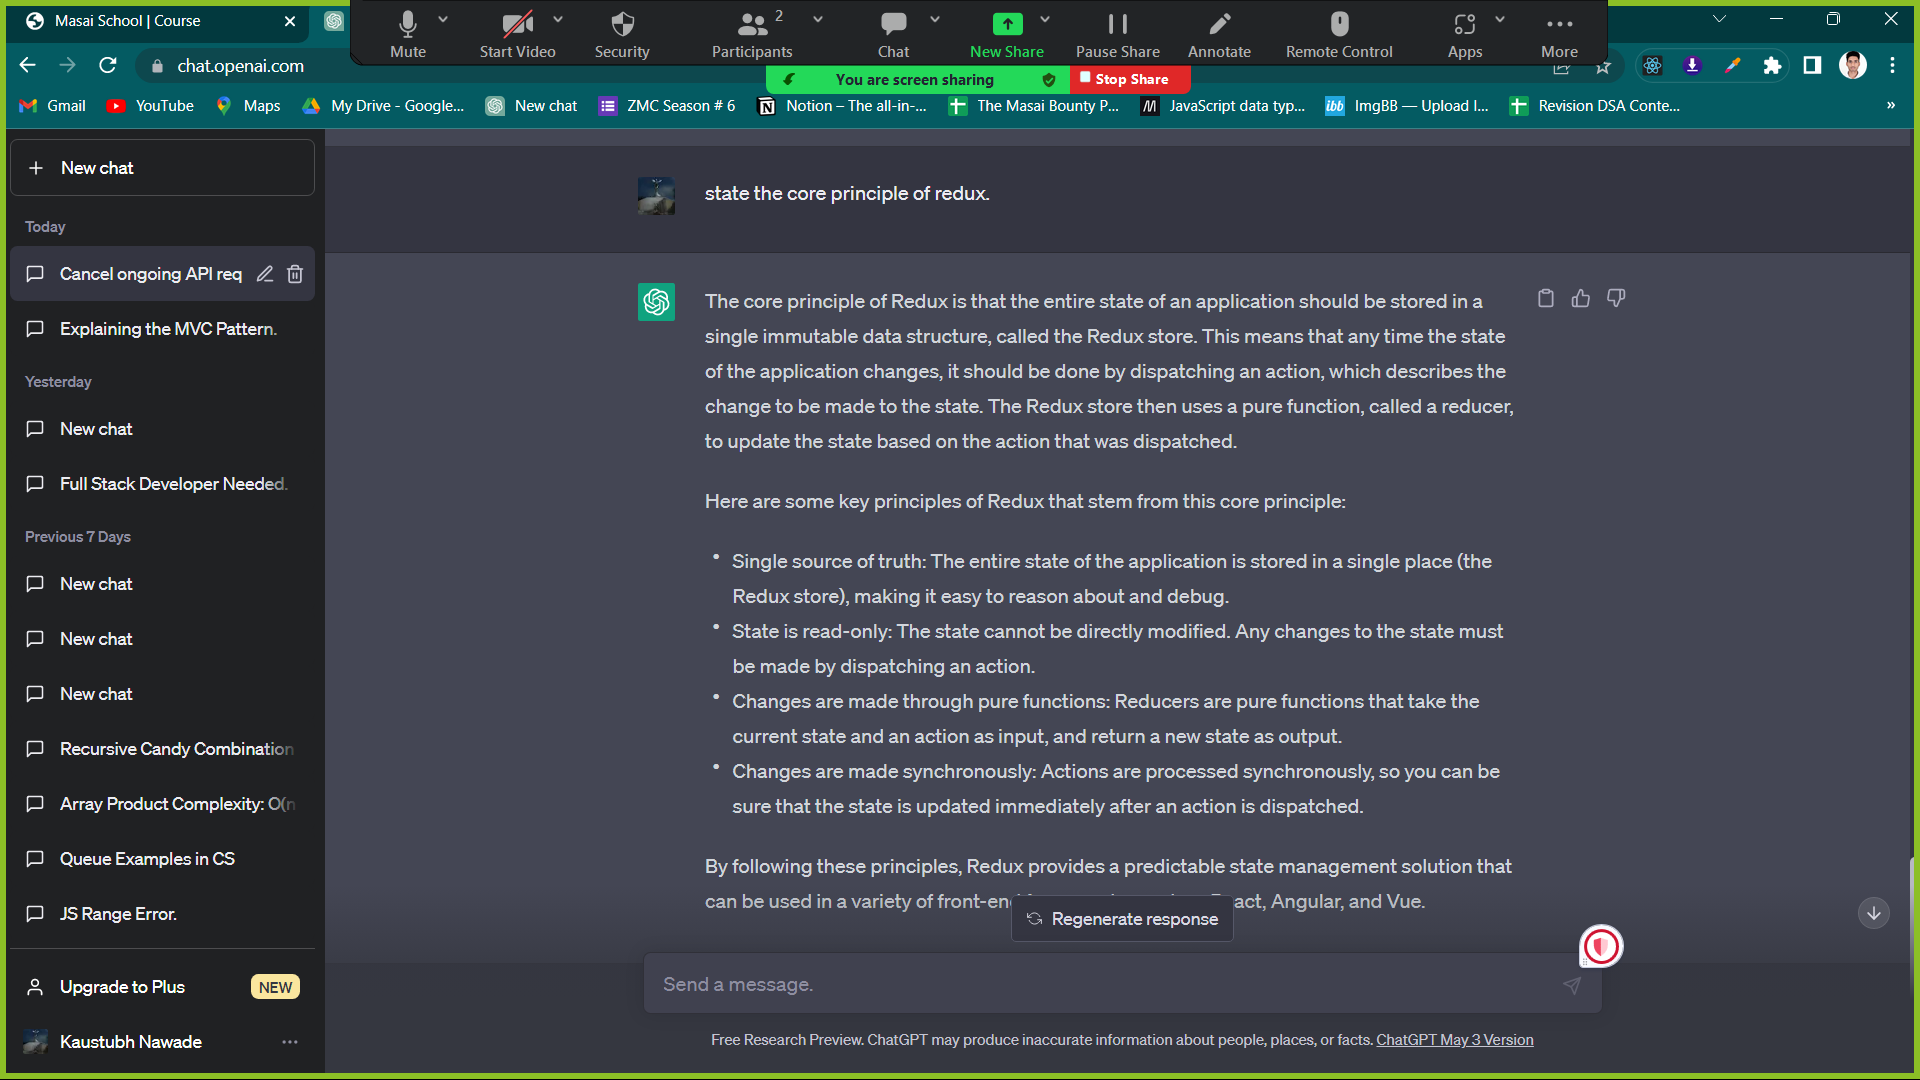 Masai School | Course
Mute
Start Video
Security
Participants
2
Chat
New Share
Pause Share
Annotate
Remote Control
Apps
More
chat.openai.com
You are screen sharing
Stop Share
Gmail
YouTube
Maps
My Drive - Google...
New chat
ZMC Season # 6
Notion – The all-in-...
The Masai Bounty P...
JavaScript data typ...
ibb
ImgBB — Upload I...
Revision DSA Conte...
»
New chat
Today
Cancel ongoing API req
Explaining the MVC Pattern.
Yesterday
New chat
Full Stack Developer Needed.
Previous 7 Days
New chat
New chat
New chat
Recursive Candy Combination
Array Product Complexity: O(n
Queue Examples in CS
JS Range Error.
Upgrade to Plus
NEW
Kaustubh Nawade
state the core principle of redux.
The core principle of Redux is that the entire state of an application should be stored in a
single immutable data structure, called the Redux store. This means that any time the state
of the application changes, it should be done by dispatching an action, which describes the
change to be made to the state. The Redux store then uses a pure function, called a reducer,
to update the state based on the action that was dispatched.
Here are some key principles of Redux that stem from this core principle:
• Single source of truth: The entire state of the application is stored in a single place (the
Redux store), making it easy to reason about and debug.
• State is read-only: The state cannot be directly modified. Any changes to the state must
be made by dispatching an action.
• Changes are made through pure functions: Reducers are pure functions that take the
current state and an action as input, and return a new state as output.
• Changes are made synchronously: Actions are processed synchronously, so you can be
sure that the state is updated immediately after an action is dispatched.
By following these principles, Redux provides a predictable state management solution that
can be used in a variety of front-en act, Angular, and Vue.
Regenerate response
Send a message.
Free Research Preview. ChatGPT may produce inaccurate information about people, places, or facts. ChatGPT May 3 Version